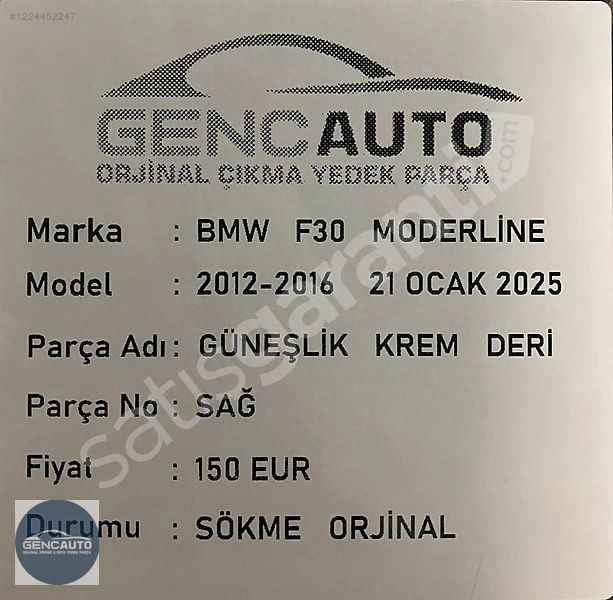 #1224452247
GENCAUTO
ORJİNAL ÇIKMA YEDEK PARÇA
Marka : BMW F30 MODERLİNE
Model : 2012-2016 21 OCAK 2025
Parça Adı : GÜNEŞLİK KREM DERİ
Parça No : SAĞ
Fiyat : 150 EUR
Durumu : SÖKME ORJİNAL
satışgaranti.com
GENCAUTO